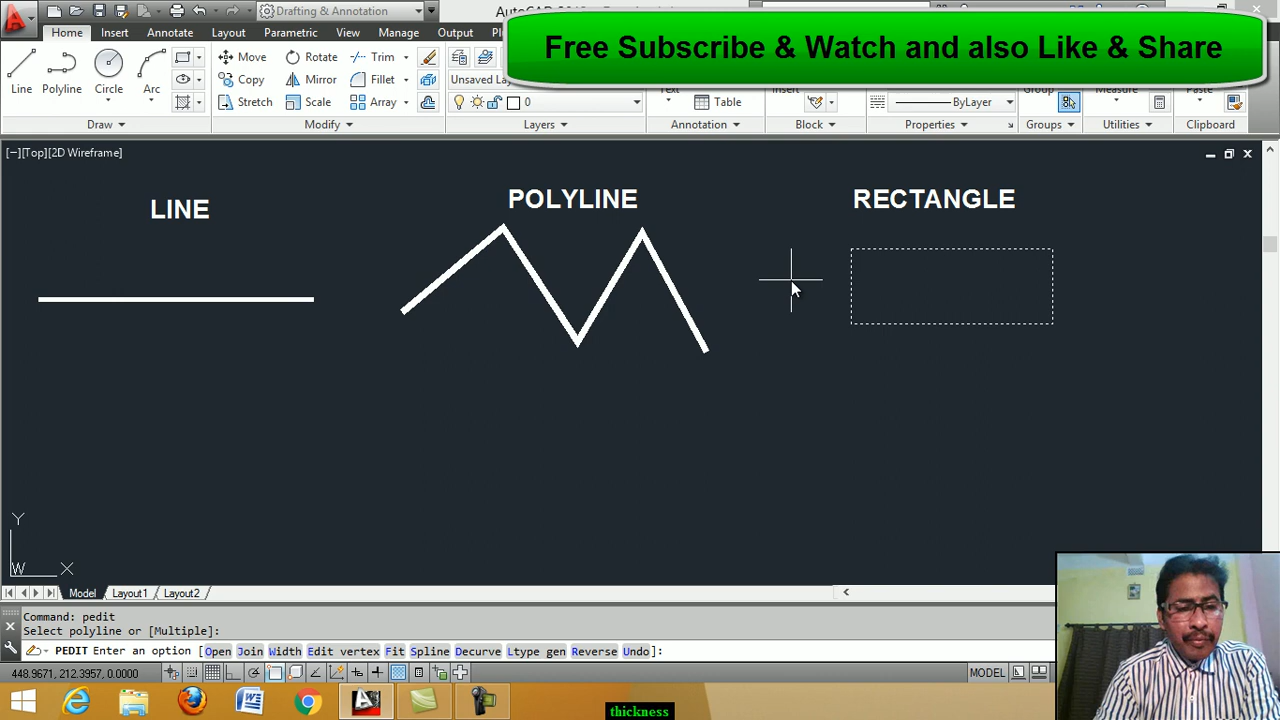 Drafting & Annotation
Free Subscribe & Watch and also Like & Share
Home Insert Annotate Layout Parametric View Manage Output
Line Polyline Circle Arc
Move Rotate Trim
Copy Mirror Fillet
Stretch Scale Array
Unsaved
0
Table
ByLayer
Draw Modify Layers Annotation Block Properties Groups Utilities Clipboard
[−][Top][2D Wireframe]
LINE
POLYLINE
RECTANGLE
Y
W X
Model Layout1 Layout2
Command: pedit
Select polyline or [Multiple]:
PEDIT Enter an option [Open Join Width Edit vertex Fit Spline Decurve Ltype gen Reverse Undo]:
448.9671, 212.3957, 0.0000
MODEL
thickness